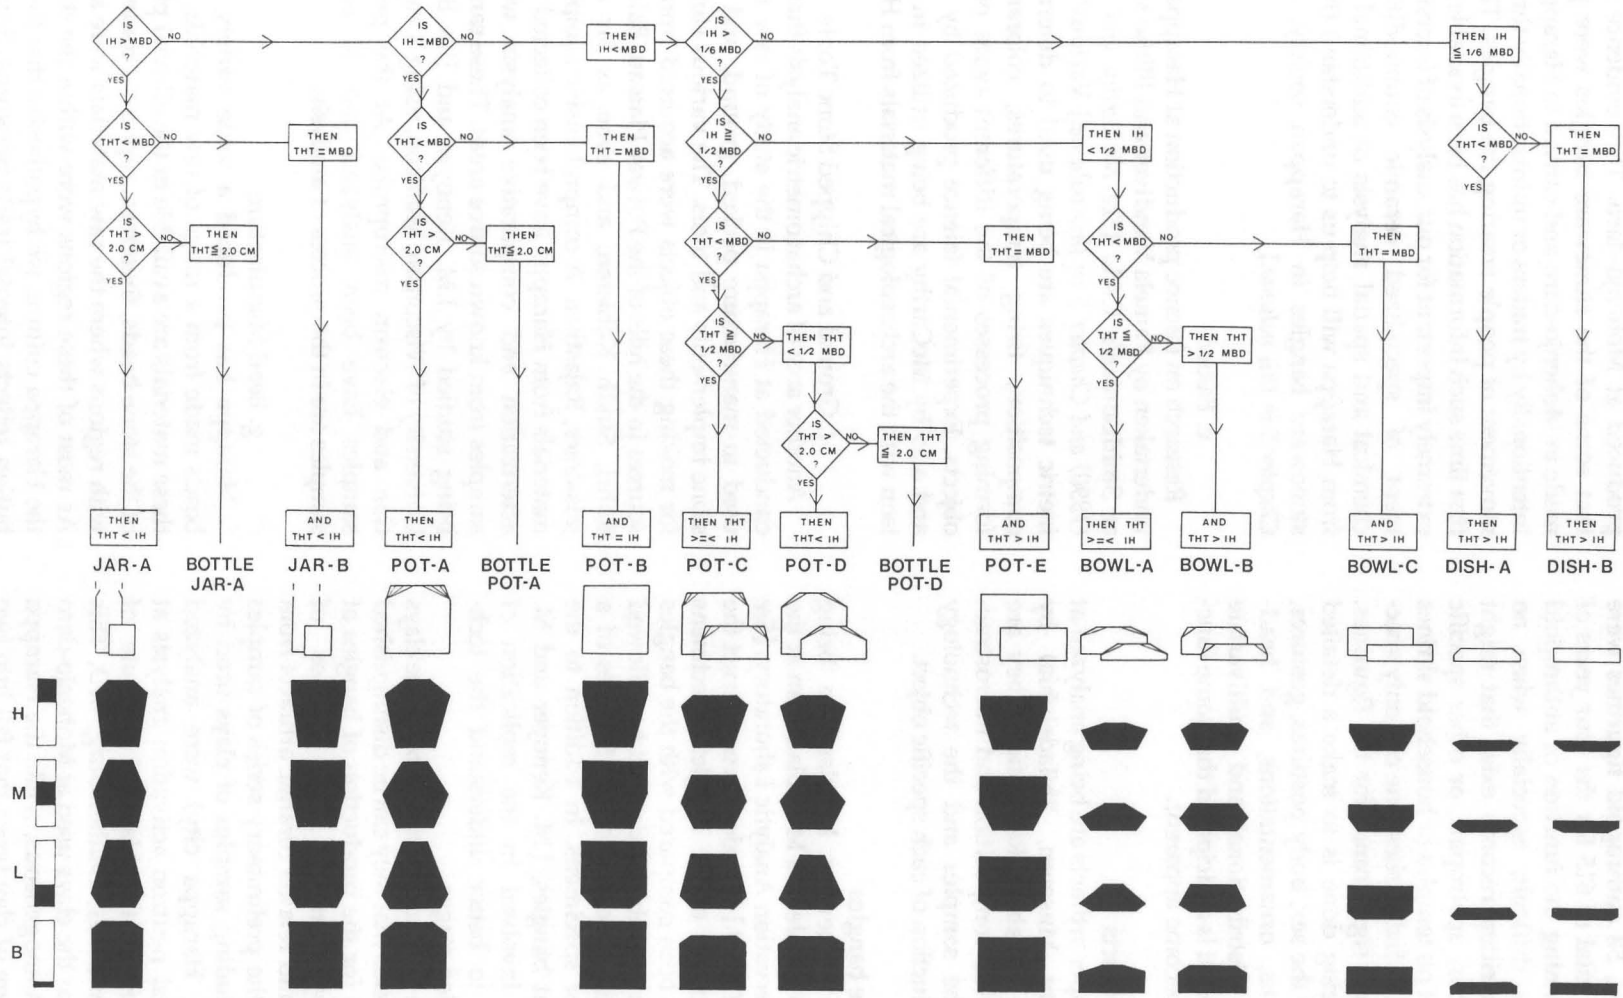 IS
IH > MBD
?
NO
YES
IS
IH = MBD
?
NO
YES
THEN
IH < MBD
IS
IH >
1/6 MBD
?
NO
YES
THEN IH
≦ 1/6 MBD
IS
THT < MBD
?
NO
YES
THEN
THT = MBD
IS
THT < MBD
?
NO
YES
THEN
THT = MBD
IS
IH ≧
1/2 MBD
?
NO
YES
THEN IH
< 1/2 MBD
IS
THT < MBD
?
NO
YES
THEN
THT = MBD
IS
THT >
2.0 CM
?
NO
YES
THEN
THT ≦ 2.0 CM
IS
THT >
2.0 CM
?
NO
YES
THEN
THT ≦ 2.0 CM
IS
THT < MBD
?
NO
YES
THEN
THT = MBD
IS
THT < MBD
?
NO
YES
THEN
THT = MBD
IS
THT ≧
1/2 MBD
?
NO
YES
THEN THT
< 1/2 MBD
IS
THT ≦
1/2 MBD
?
NO
YES
THEN THT
> 1/2 MBD
IS
THT >
2.0 CM
?
NO
YES
THEN THT
≦ 2.0 CM
THEN
THT < IH
AND
THT < IH
THEN
THT < IH
AND
THT = IH
THEN THT
>=< IH
THEN
THT < IH
AND
THT > IH
THEN THT
>=< IH
AND
THT > IH
AND
THT > IH
THEN
THT > IH
THEN
THT > IH
JAR-A
BOTTLE
JAR-A
JAR-B
POT-A
BOTTLE
POT-A
POT-B
POT-C
POT-D
BOTTLE
POT-D
POT-E
BOWL-A
BOWL-B
BOWL-C
DISH-A
DISH-B
H
M
L
B